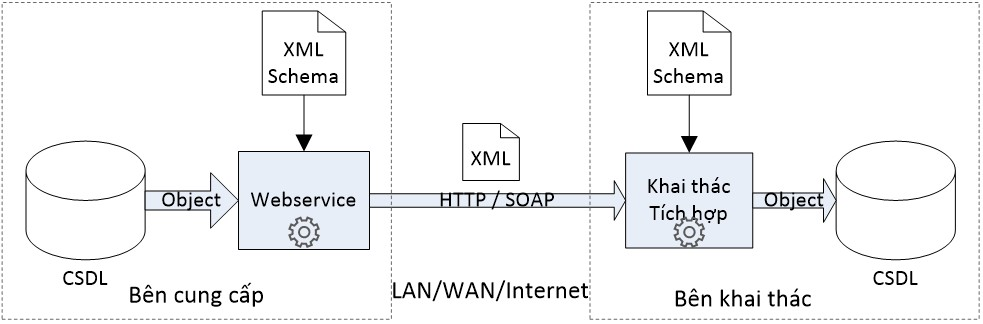 XML
Schema
XML
Schema
XML
Object
Webservice
HTTP / SOAP
Khai thác
Tích hợp
Object
CSDL
CSDL
Bên cung cấp
LAN/WAN/Internet
Bên khai thác